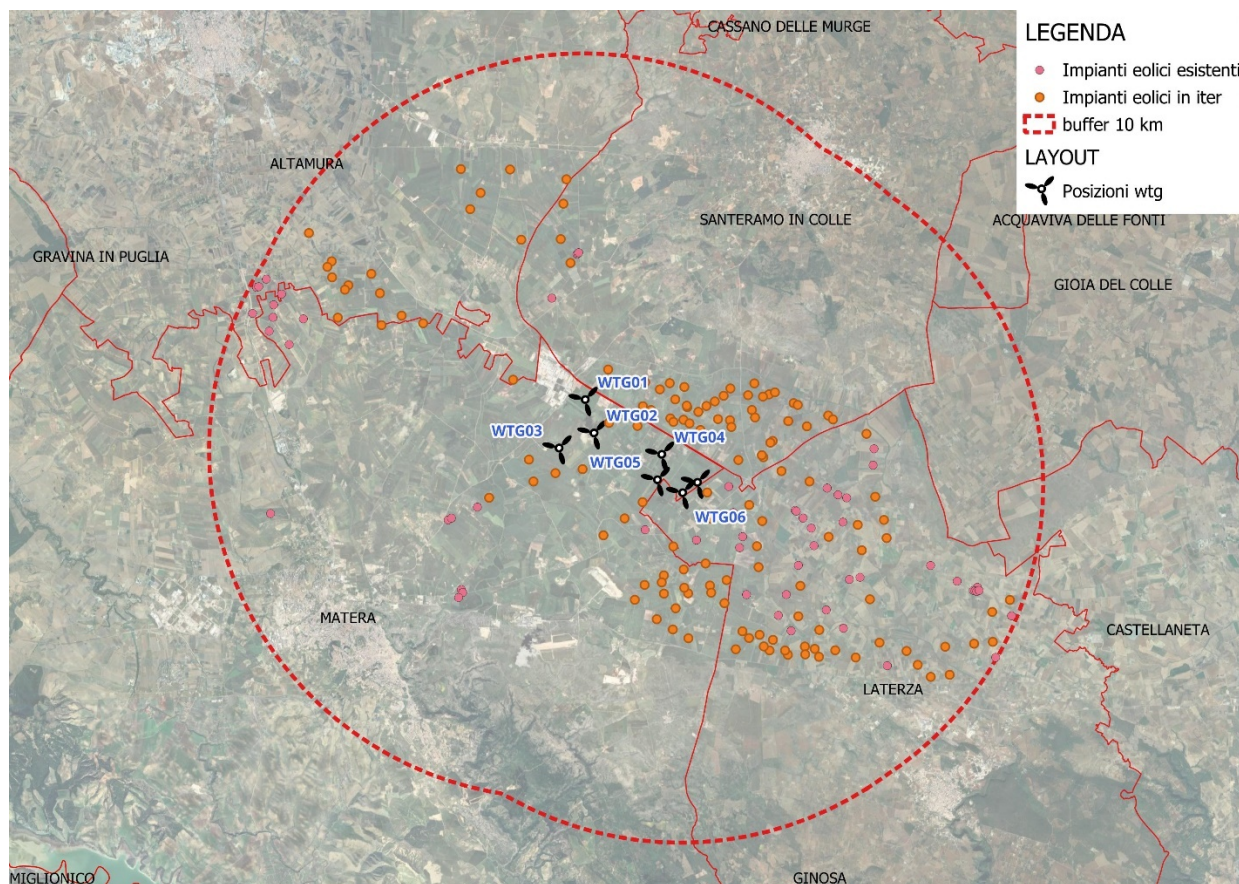 CASSANO DELLE MURGE
LEGENDA
Impianti eolici esistenti
Impianti eolici in iter
buffer 10 km
LAYOUT
Posizioni wtg
ALTAMURA
SANTERAMO IN COLLE
ACQUAVIVA DELLE FONTI
GRAVINA IN PUGLIA
GIOIA DEL COLLE
WTG01
WTG02
WTG03
WTG04
WTG05
WTG06
MATERA
CASTELLANETA
LATERZA
MIGLIONICO
GINOSA